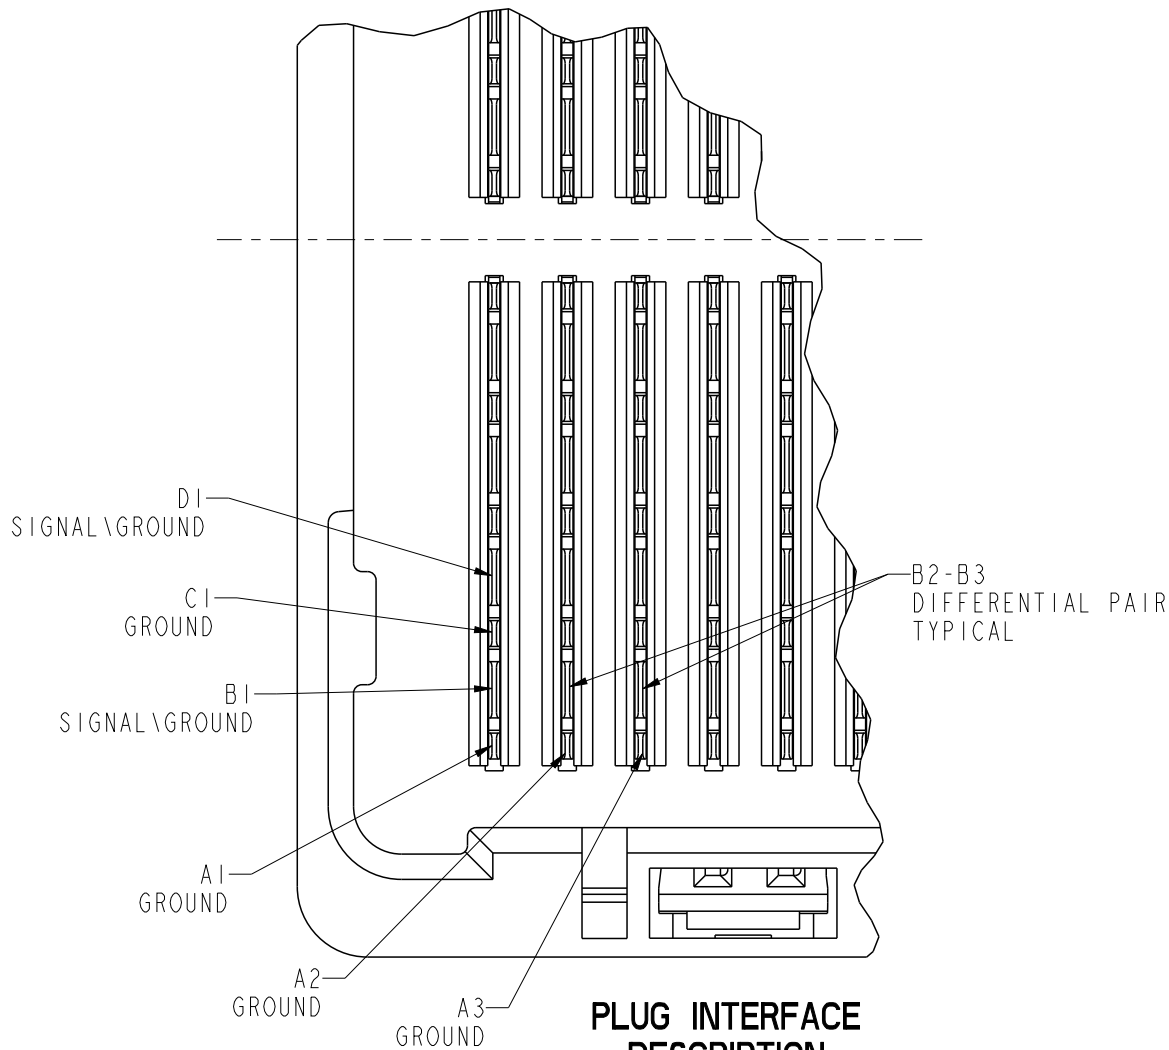 D1
SIGNAL\GROUND
C1
GROUND
B1
SIGNAL\GROUND
B2-B3
DIFFERENTIAL PAIR
TYPICAL
A1
GROUND
A2
GROUND
A3
GROUND
PLUG INTERFACE
DESCRIPTION